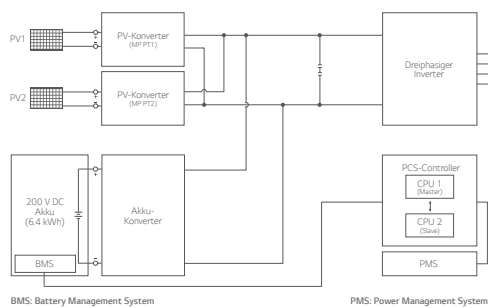 PV1
PV-Konverter
(MP PT1)
Dreiphasiger
Inverter
PV2
PV-Konverter
(MP PT2)
200 V DC
Akku
(6.4 kWh)
BMS
Akku-
Konverter
PCS-Controller
CPU 1
(Master)
CPU 2
(Slave)
PMS
BMS: Battery Management System
PMS: Power Management System